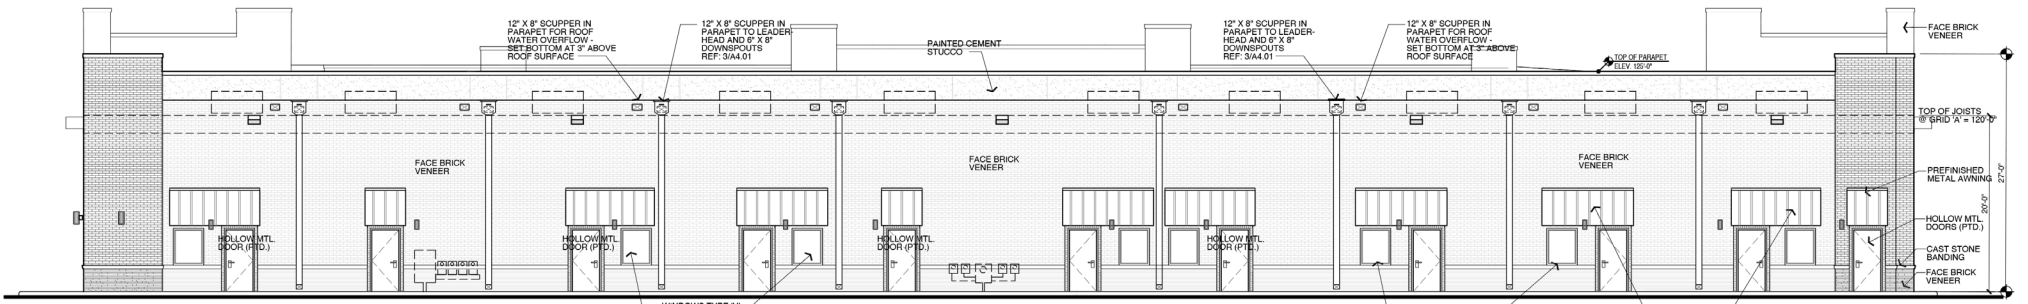 12" X 8" SCUPPER IN
PARAPET FOR ROOF
WATER OVERFLOW -
SET BOTTOM AT 3" ABOVE
ROOF SURFACE
12" X 8" SCUPPER IN
PARAPET TO LEADER-
HEAD AND 6" X 8"
DOWNSPOUTS
REF: 3/A4.01
PAINTED CEMENT
STUCCO
12" X 8" SCUPPER IN
PARAPET TO LEADER-
HEAD AND 6" X 8"
DOWNSPOUTS
REF: 3/A4.01
12" X 8" SCUPPER IN
PARAPET FOR ROOF
WATER OVERFLOW -
SET BOTTOM AT 3" ABOVE
ROOF SURFACE
TOP OF PARAPET
ELEV. 125'-0"
FACE BRICK
VENEER
TOP OF JOISTS
@ GRID 'A' = 120'-0"
FACE BRICK
VENEER
FACE BRICK
VENEER
FACE BRICK
VENEER
PREFINISHED
METAL AWNING
27'-0"
20'-0"
HOLLOW MTL.
DOOR (PTD.)
HOLLOW MTL.
DOOR (PTD.)
HOLLOW MTL.
DOOR (PTD.)
HOLLOW MTL.
DOOR (PTD.)
HOLLOW MTL.
DOORS (PTD.)
CAST STONE
BANDING
FACE BRICK
VENEER